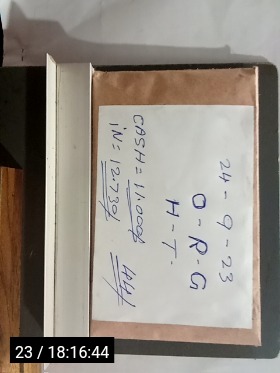 24-9-23
O-R-G
H-T-
CASH = 11.000/
iN = 12.730/
23 / 18:16:44